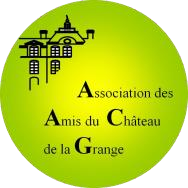 Association des
Amis du Château
de la Grange